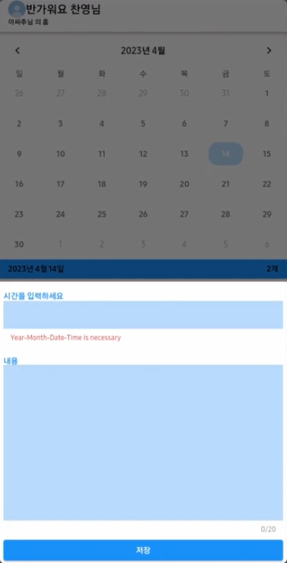 반가워요 찬영님
아싸추님 의 홈
2023년 4월
일 월 화 수 목 금 토
26 27 28 29 30 31 1
2 3 4 5 6 7 8
9 10 11 12 13 14 15
16 17 18 19 20 21 22
23 24 25 26 27 28 29
30 1 2 3 4 5 6
2023년 4월 14일 2개
시간을 입력하세요
Year-Month-Date-Time is necessary
내용
0/20
저장